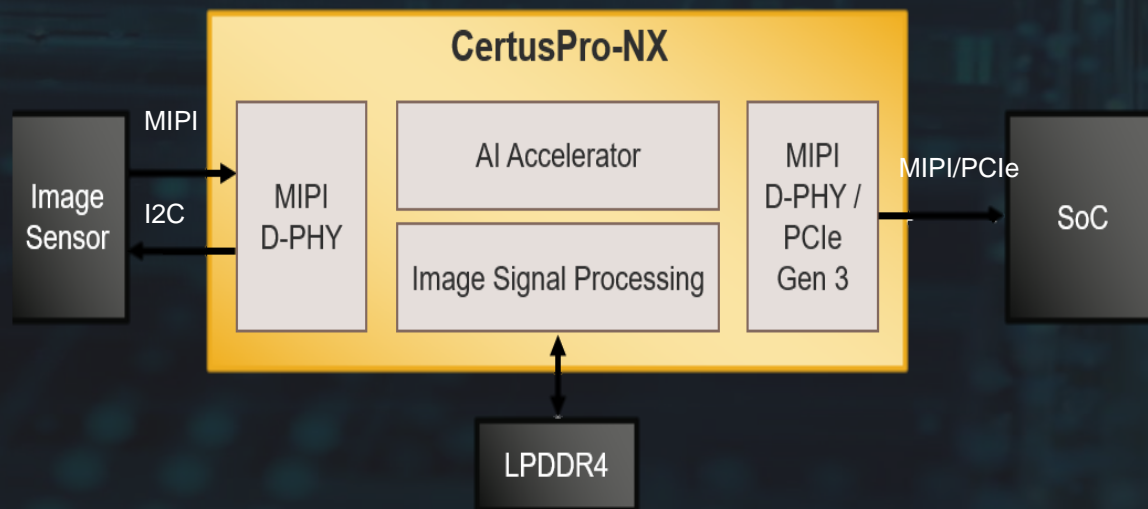 CertusPro-NX
MIPI
I2C
Image
Sensor
MIPI
D-PHY
AI Accelerator
Image Signal Processing
MIPI
D-PHY /
PCIe
Gen 3
MIPI/PCIe
SoC
LPDDR4